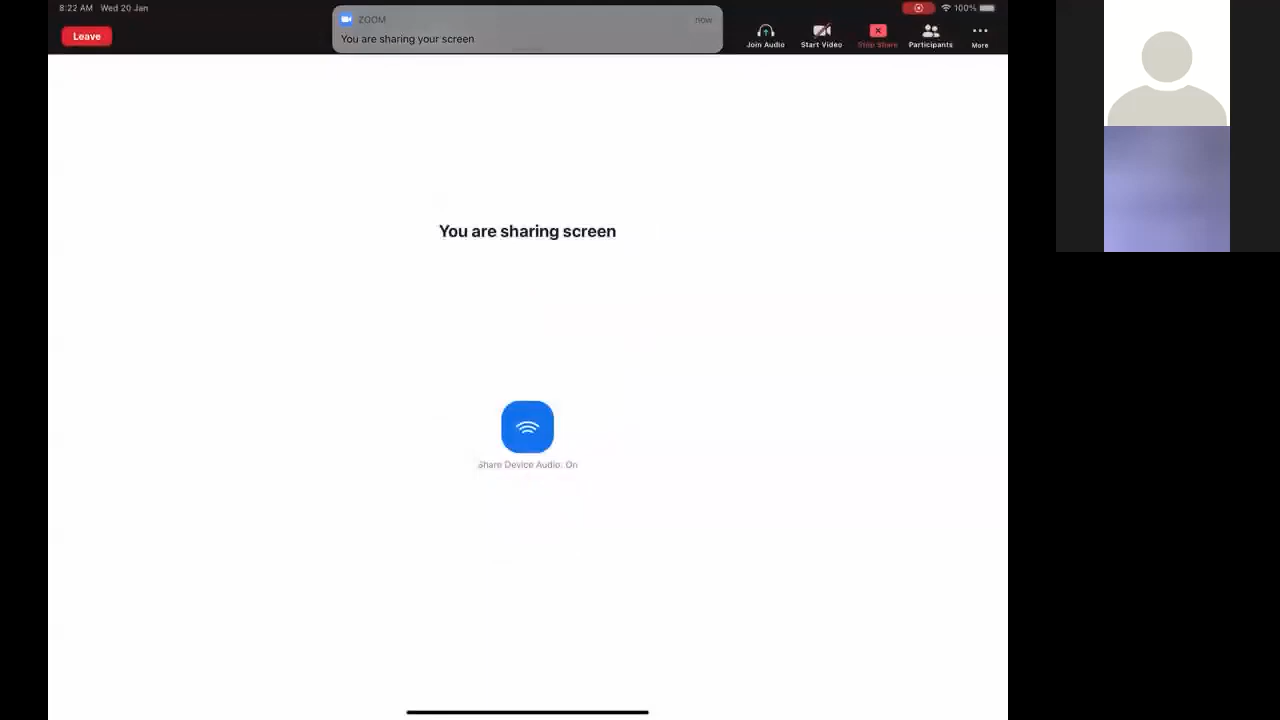 8:22 AM Wed 20 Jan
100%
Leave
ZOOM
now
You are sharing your screen
Join Audio
Start Video
Stop Share
Participants
More
You are sharing screen
Share Device Audio: On